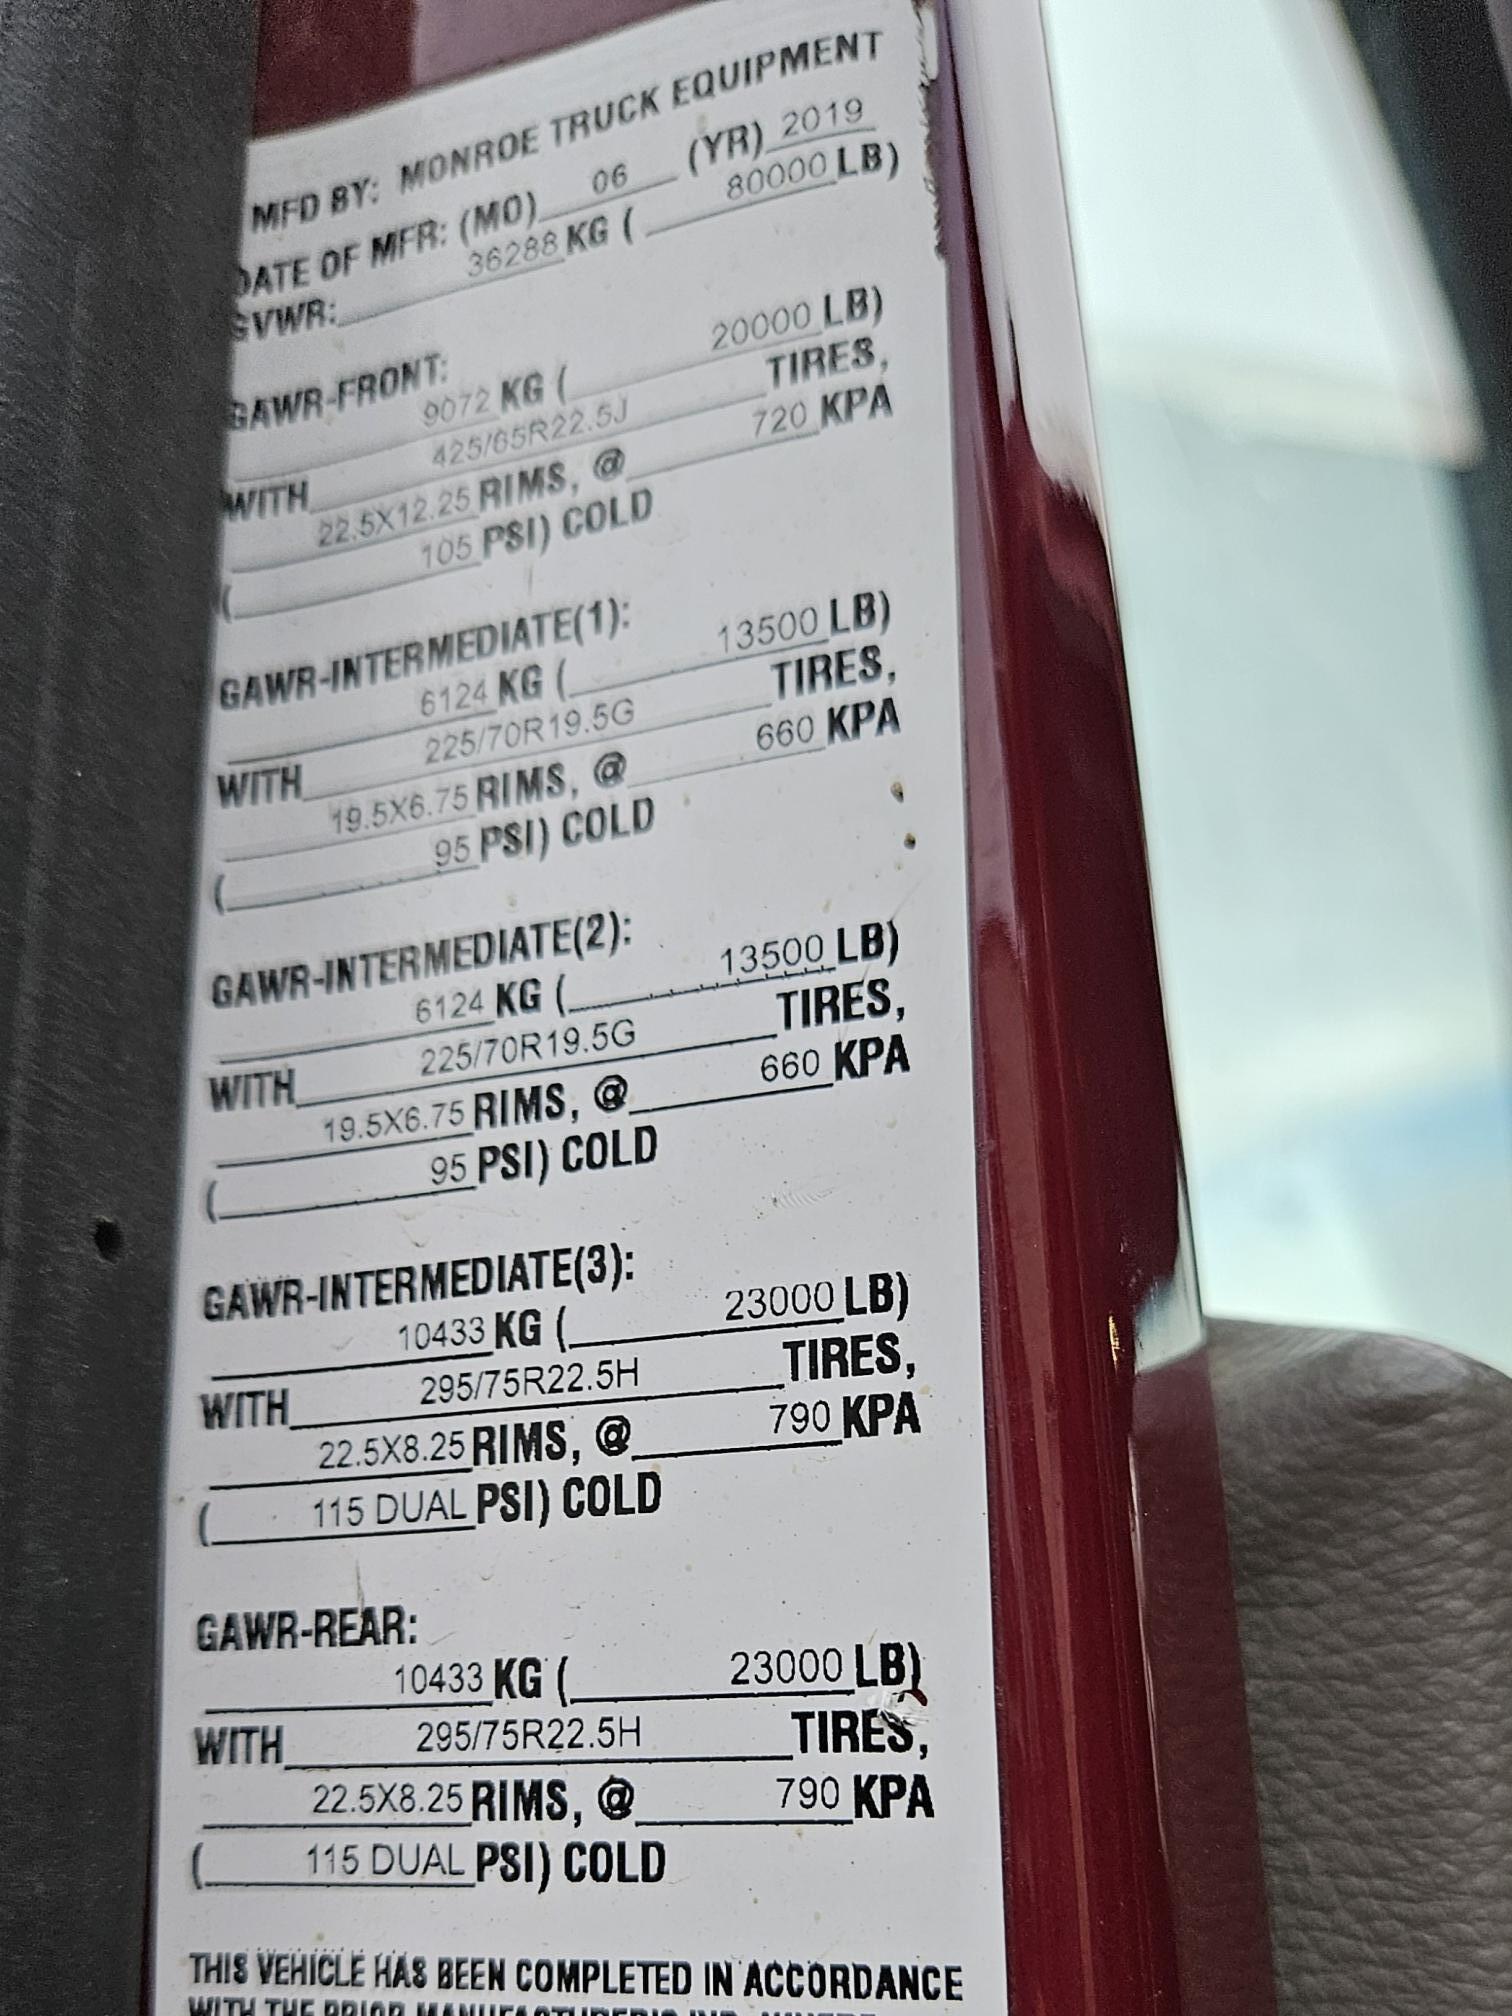 MFD BY: MONROE TRUCK EQUIPMENT
DATE OF MFR: (MO) 06 (YR) 2019
GVWR: 36288 KG ( 80000 LB)
GAWR-FRONT:
9072 KG ( 20000 LB)
WITH 425/65R22.5J TIRES,
22.5X12.25 RIMS, @ 720 KPA
( 105 PSI) COLD
GAWR-INTERMEDIATE(1):
6124 KG ( 13500 LB)
WITH 225/70R19.5G TIRES,
19.5X6.75 RIMS, @ 660 KPA
( 95 PSI) COLD
GAWR-INTERMEDIATE(2):
6124 KG ( 13500 LB)
WITH 225/70R19.5G TIRES,
19.5X6.75 RIMS, @ 660 KPA
( 95 PSI) COLD
GAWR-INTERMEDIATE(3):
10433 KG ( 23000 LB)
WITH 295/75R22.5H TIRES,
22.5X8.25 RIMS, @ 790 KPA
( 115 DUAL PSI) COLD
GAWR-REAR:
10433 KG ( 23000 LB)
WITH 295/75R22.5H TIRES,
22.5X8.25 RIMS, @ 790 KPA
( 115 DUAL PSI) COLD
THIS VEHICLE HAS BEEN COMPLETED IN ACCORDANCE
WITH THE PRIOR